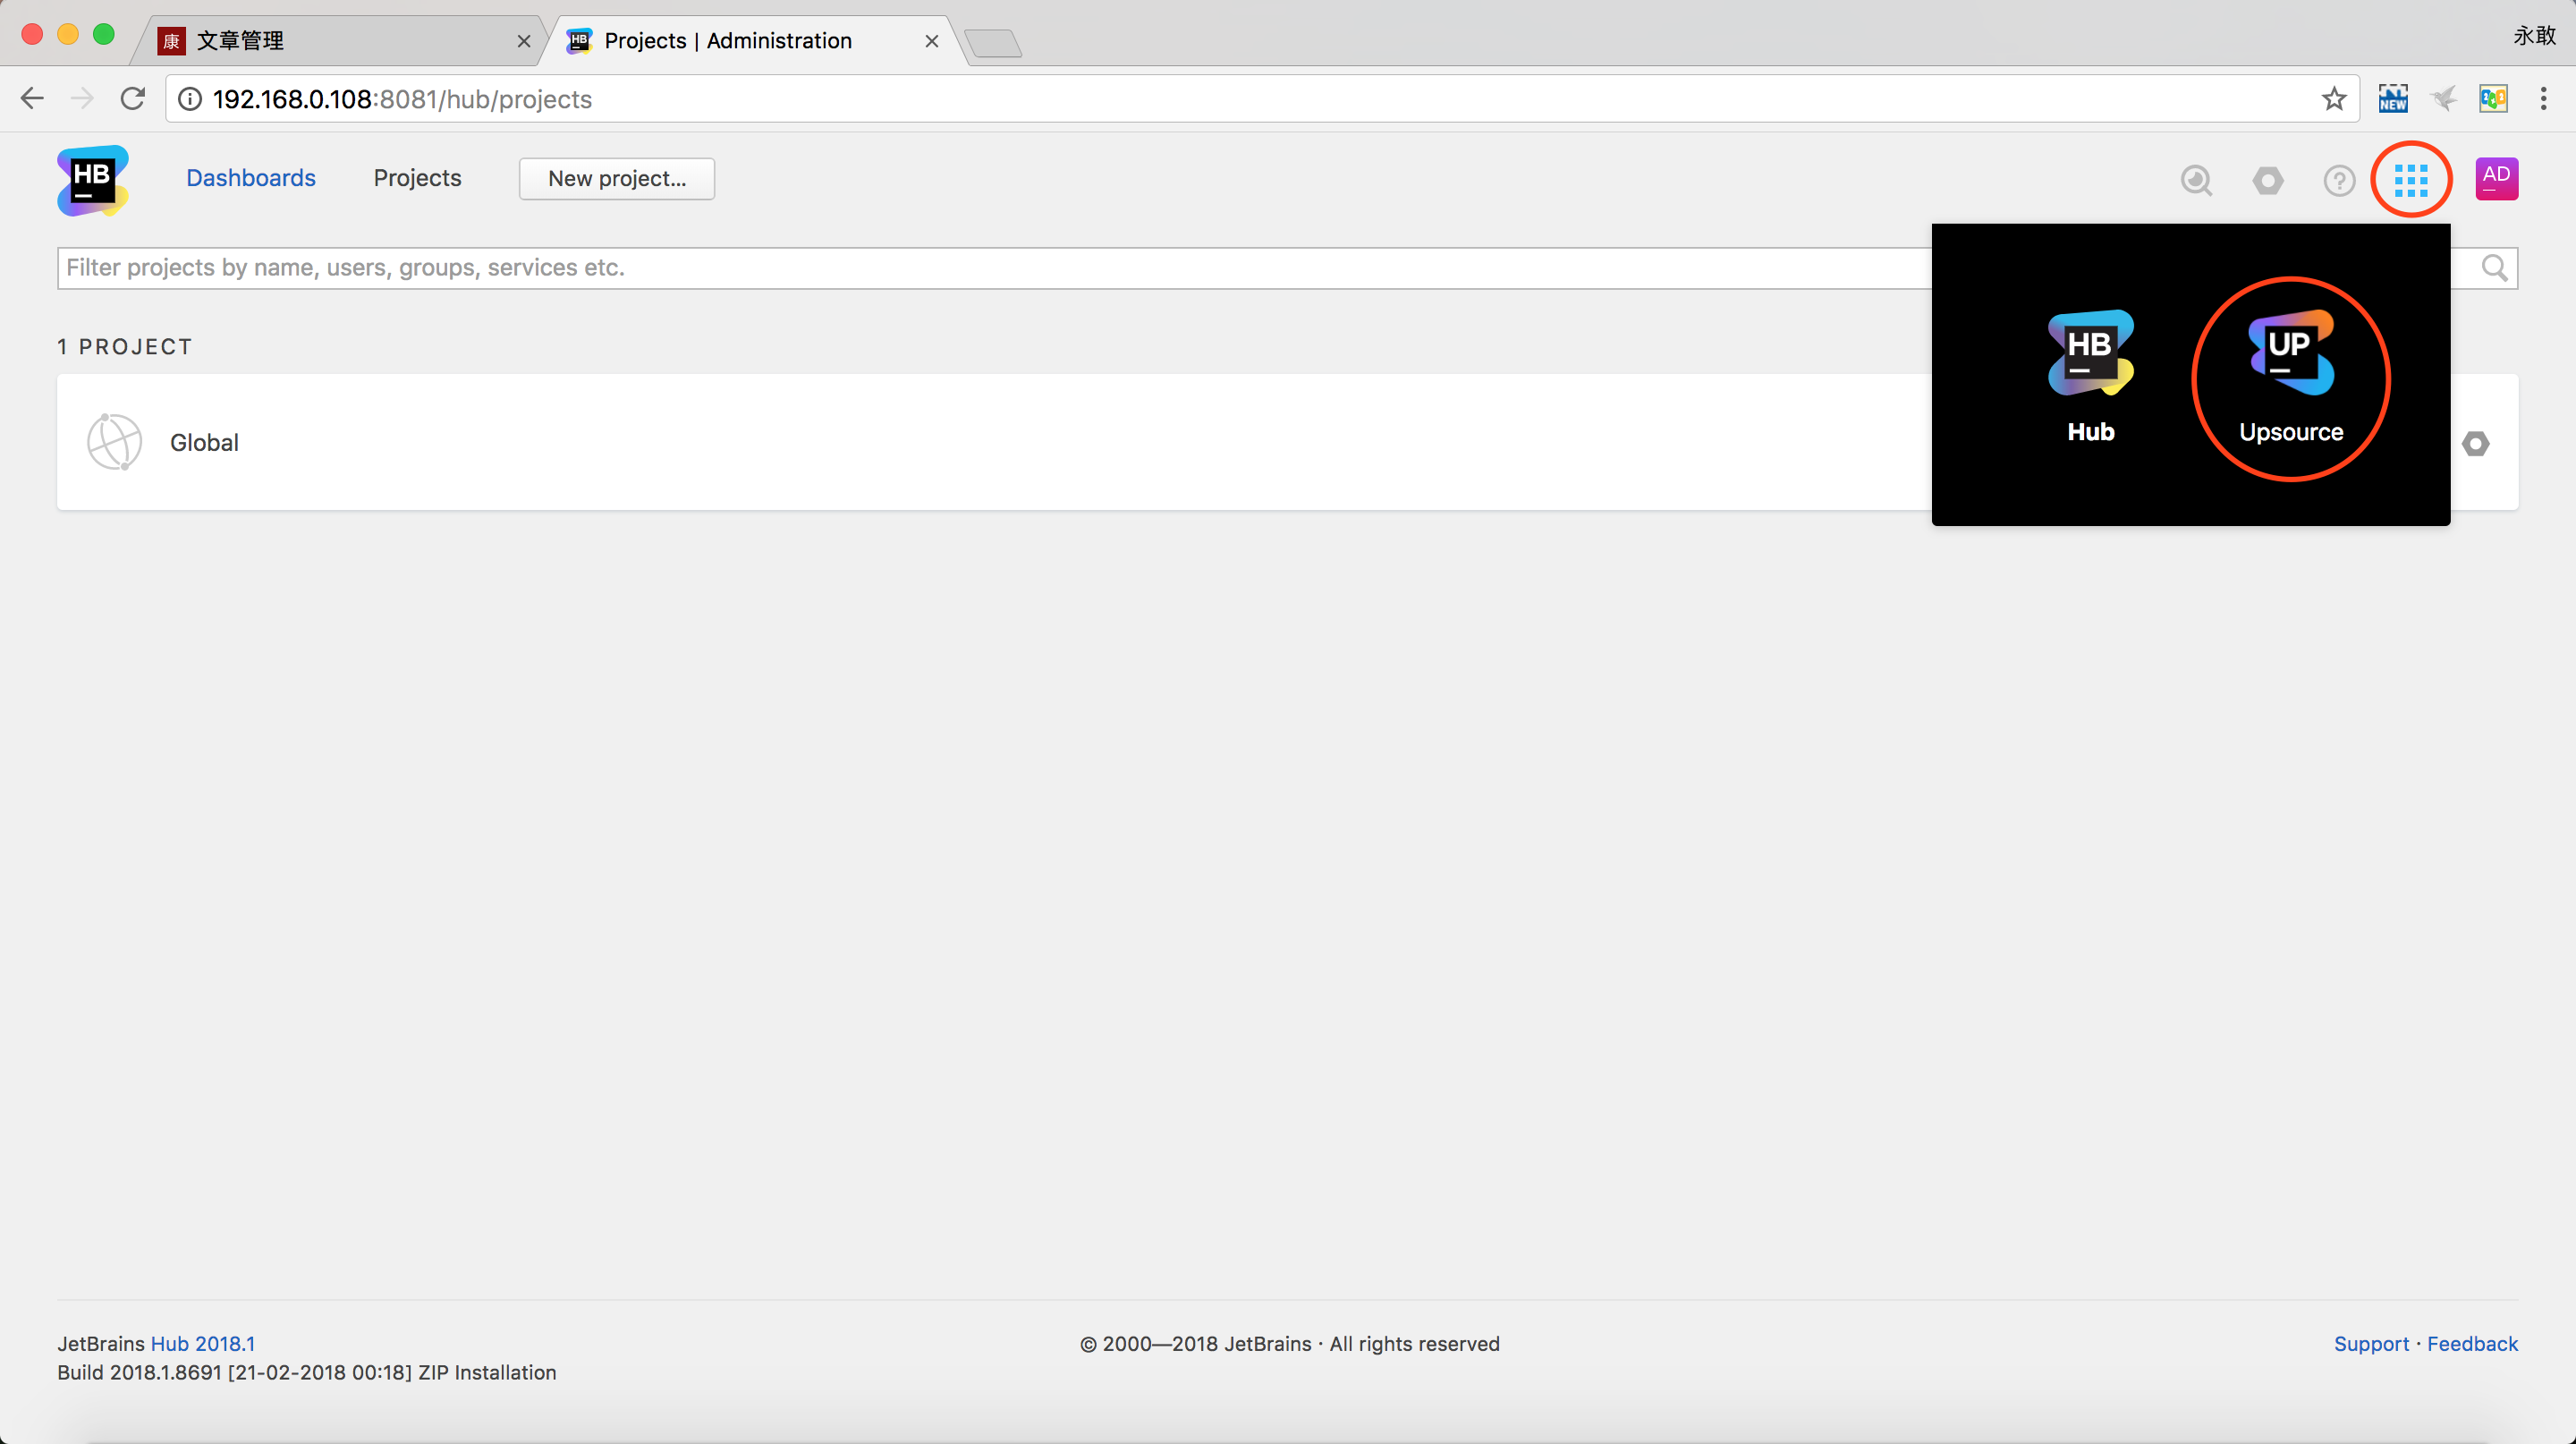 康 文章管理
HB Projects | Administration
永敢
192.168.0.108:8081/hub/projects
NEW
HB Dashboards Projects New project...
? AD
Filter projects by name, users, groups, services etc.
1 PROJECT
Global
HB UP
Hub Upsource
JetBrains Hub 2018.1
Build 2018.1.8691 [21-02-2018 00:18] ZIP Installation
© 2000—2018 JetBrains · All rights reserved
Support · Feedback